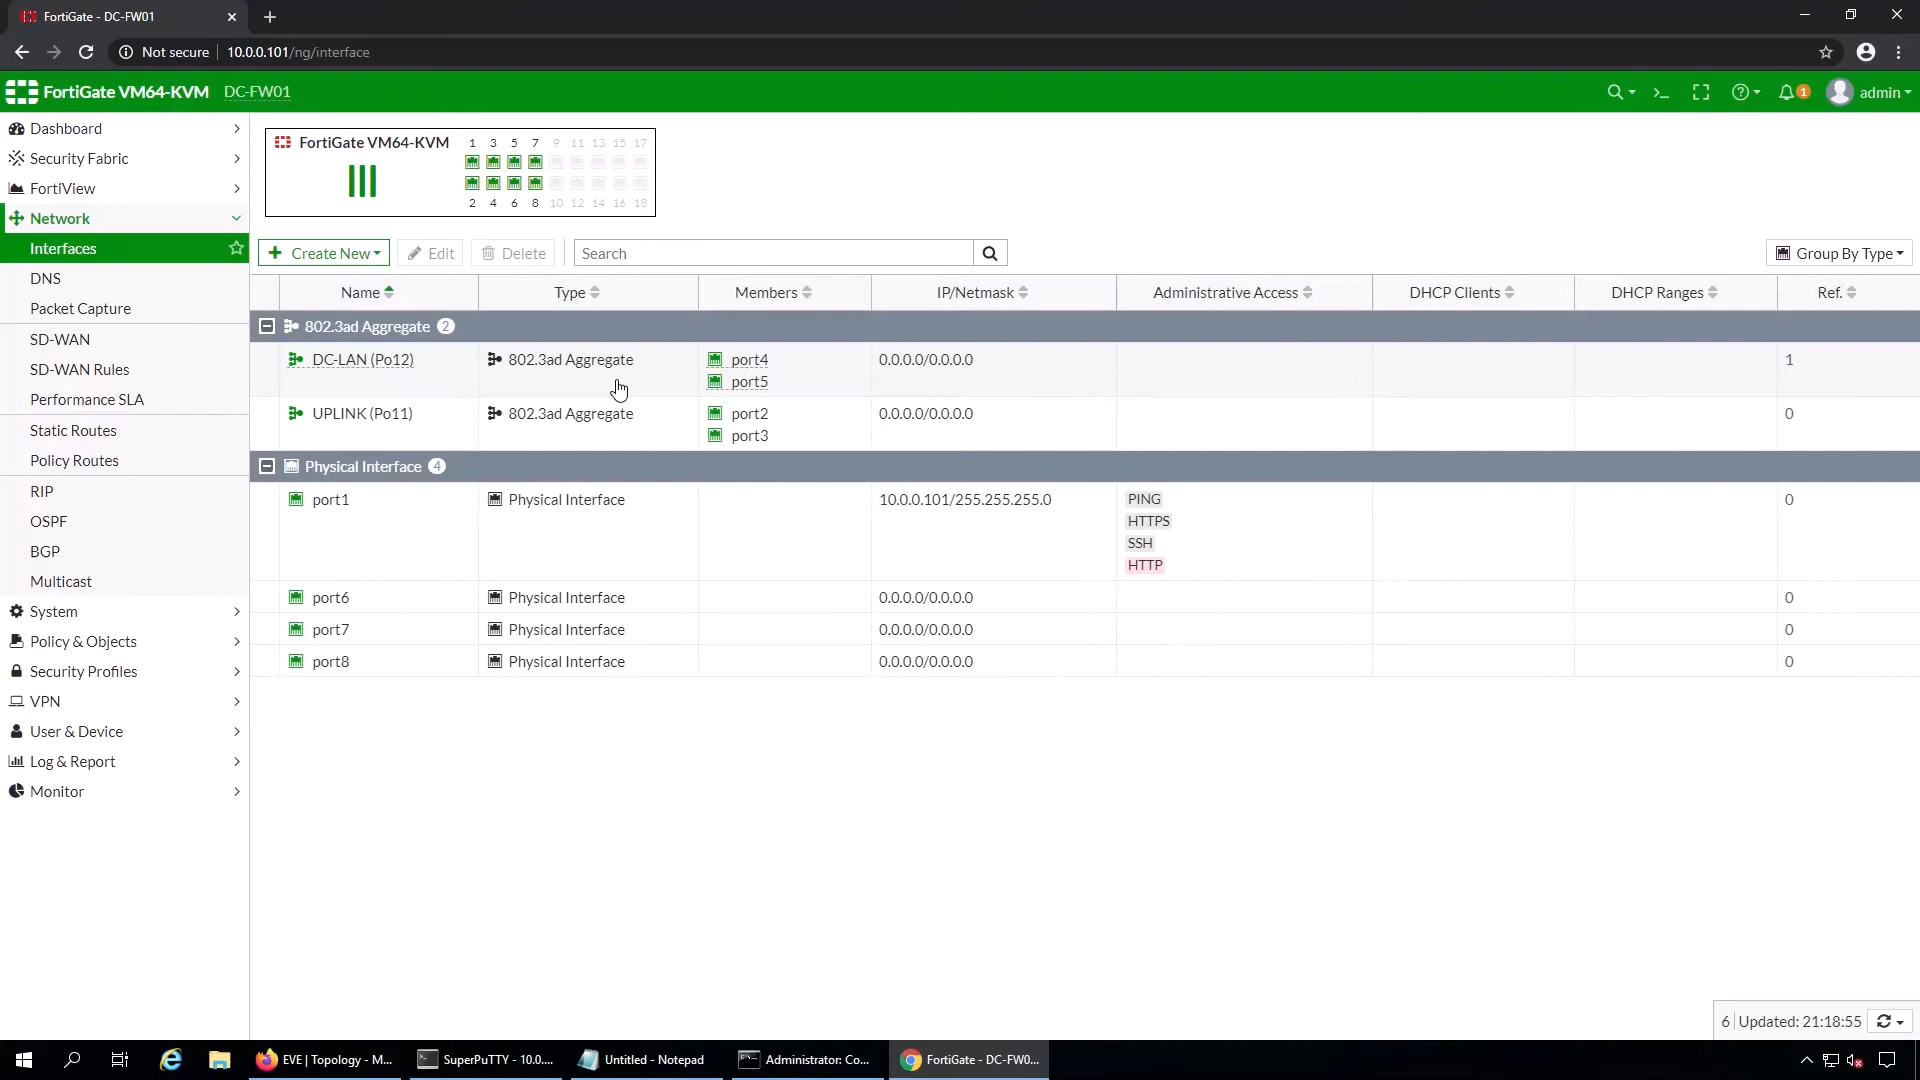 FortiGate - DC-FW01
Not secure 10.0.0.101/ng/interface
FortiGate VM64-KVM DC-FW01
1
admin
Dashboard
Security Fabric
FortiView
Network
Interfaces
DNS
Packet Capture
SD-WAN
SD-WAN Rules
Performance SLA
Static Routes
Policy Routes
RIP
OSPF
BGP
Multicast
System
Policy & Objects
Security Profiles
VPN
User & Device
Log & Report
Monitor
FortiGate VM64-KVM
1 3 5 7 9 11 13 15 17
2 4 6 8 10 12 14 16 18
Create New Edit Delete Search Group By Type
Name Type Members IP/Netmask Administrative Access DHCP Clients DHCP Ranges Ref.
802.3ad Aggregate 2
DC-LAN (Po12) 802.3ad Aggregate port4 0.0.0.0/0.0.0.0 1
port5
UPLINK (Po11) 802.3ad Aggregate port2 0.0.0.0/0.0.0.0 0
port3
Physical Interface 4
port1 Physical Interface 10.0.0.101/255.255.255.0 PING 0
HTTPS
SSH
HTTP
port6 Physical Interface 0.0.0.0/0.0.0.0 0
port7 Physical Interface 0.0.0.0/0.0.0.0 0
port8 Physical Interface 0.0.0.0/0.0.0.0 0
6 Updated: 21:18:55
EVE | Topology - M... SuperPuTTY - 10.0.... Untitled - Notepad Administrator: Co... FortiGate - DC-FW0...